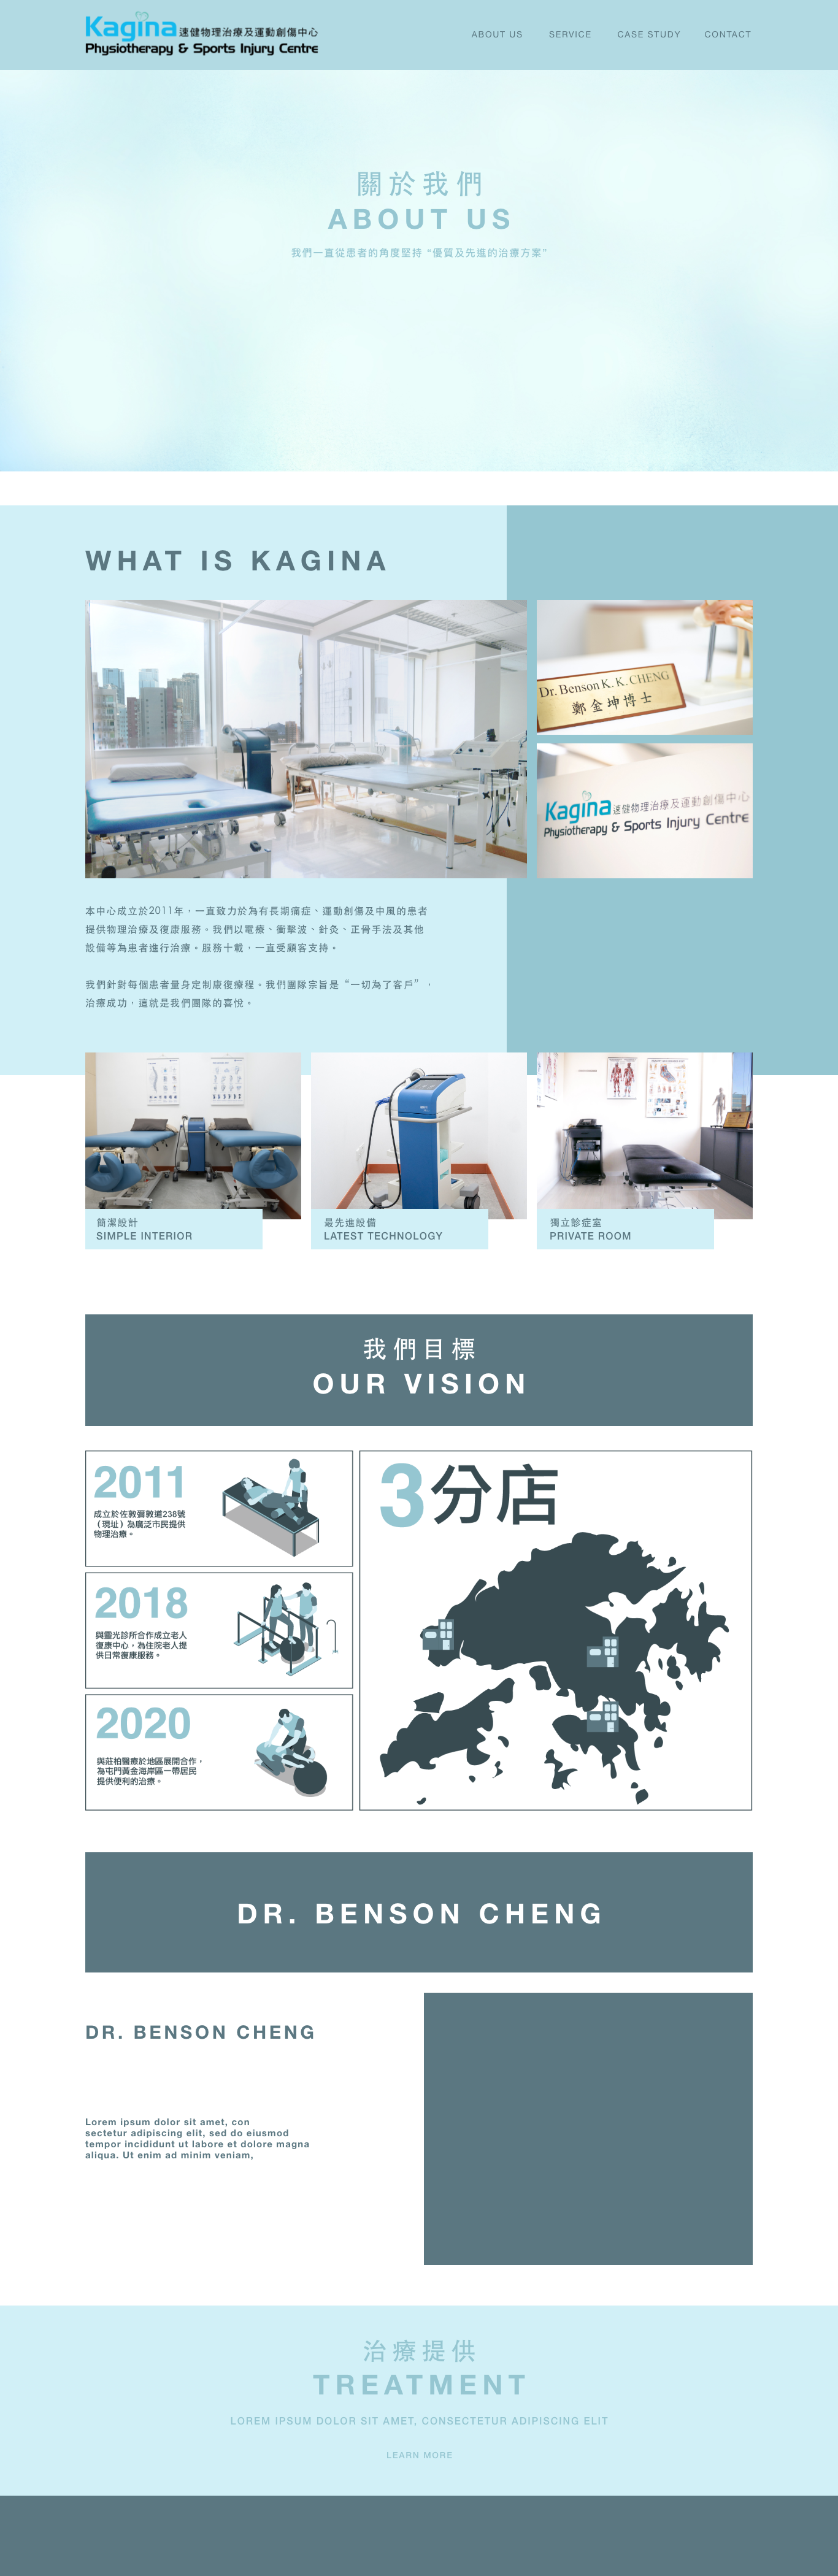 Kagina 速健物理治療及運動創傷中心
Physiotherapy & Sports Injury Centre
ABOUT US SERVICE CASE STUDY CONTACT
關於我們
ABOUT US
我們一直從患者的角度堅持 “優質及先進的治療方案”
WHAT IS KAGINA
Dr. Benson K. K. CHENG
鄭金坤博士
Kagina 速健物理治療及運動創傷中心
Physiotherapy & Sports Injury Centre
本中心成立於2011年，一直致力於為有長期痛症、運動創傷及中風的患者
提供物理治療及復康服務。我們以電療、衝擊波、針灸、正骨手法及其他
設備等為患者進行治療。服務十載，一直受顧客支持。
我們針對每個患者量身定制康復療程。我們團隊宗旨是“一切為了客戶”，
治療成功，這就是我們團隊的喜悅。
簡潔設計
SIMPLE INTERIOR
最先進設備
LATEST TECHNOLOGY
獨立診症室
PRIVATE ROOM
我們目標
OUR VISION
2011
成立於佐敦彌敦道238號
（現址）為廣泛市民提供
物理治療。
2018
與靈光診所合作成立老人
復康中心，為住院老人提
供日常復康服務。
2020
與莊柏醫療於地區展開合作，
為屯門黃金海岸區一帶居民
提供便利的治療。
3分店
DR. BENSON CHENG
DR. BENSON CHENG
Lorem ipsum dolor sit amet, con
sectetur adipiscing elit, sed do eiusmod
tempor incididunt ut labore et dolore magna
aliqua. Ut enim ad minim veniam,
治療提供
TREATMENT
LOREM IPSUM DOLOR SIT AMET, CONSECTETUR ADIPISCING ELIT
LEARN MORE